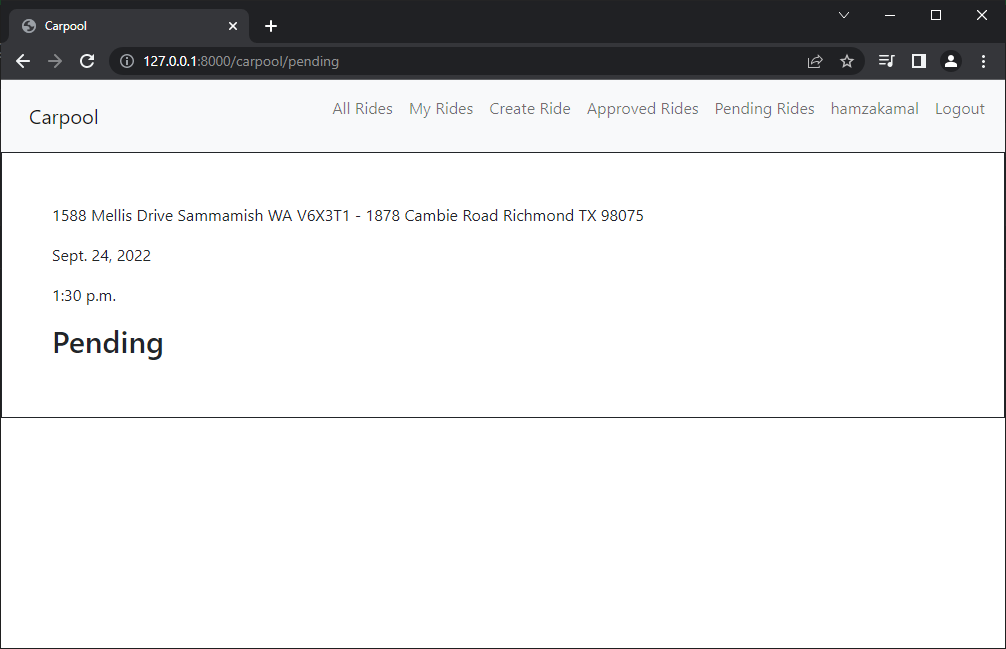 Carpool
127.0.0.1:8000/carpool/pending
Carpool
All Rides My Rides Create Ride Approved Rides Pending Rides hamzakamal Logout
1588 Mellis Drive Sammamish WA V6X3T1 - 1878 Cambie Road Richmond TX 98075
Sept. 24, 2022
1:30 p.m.
Pending